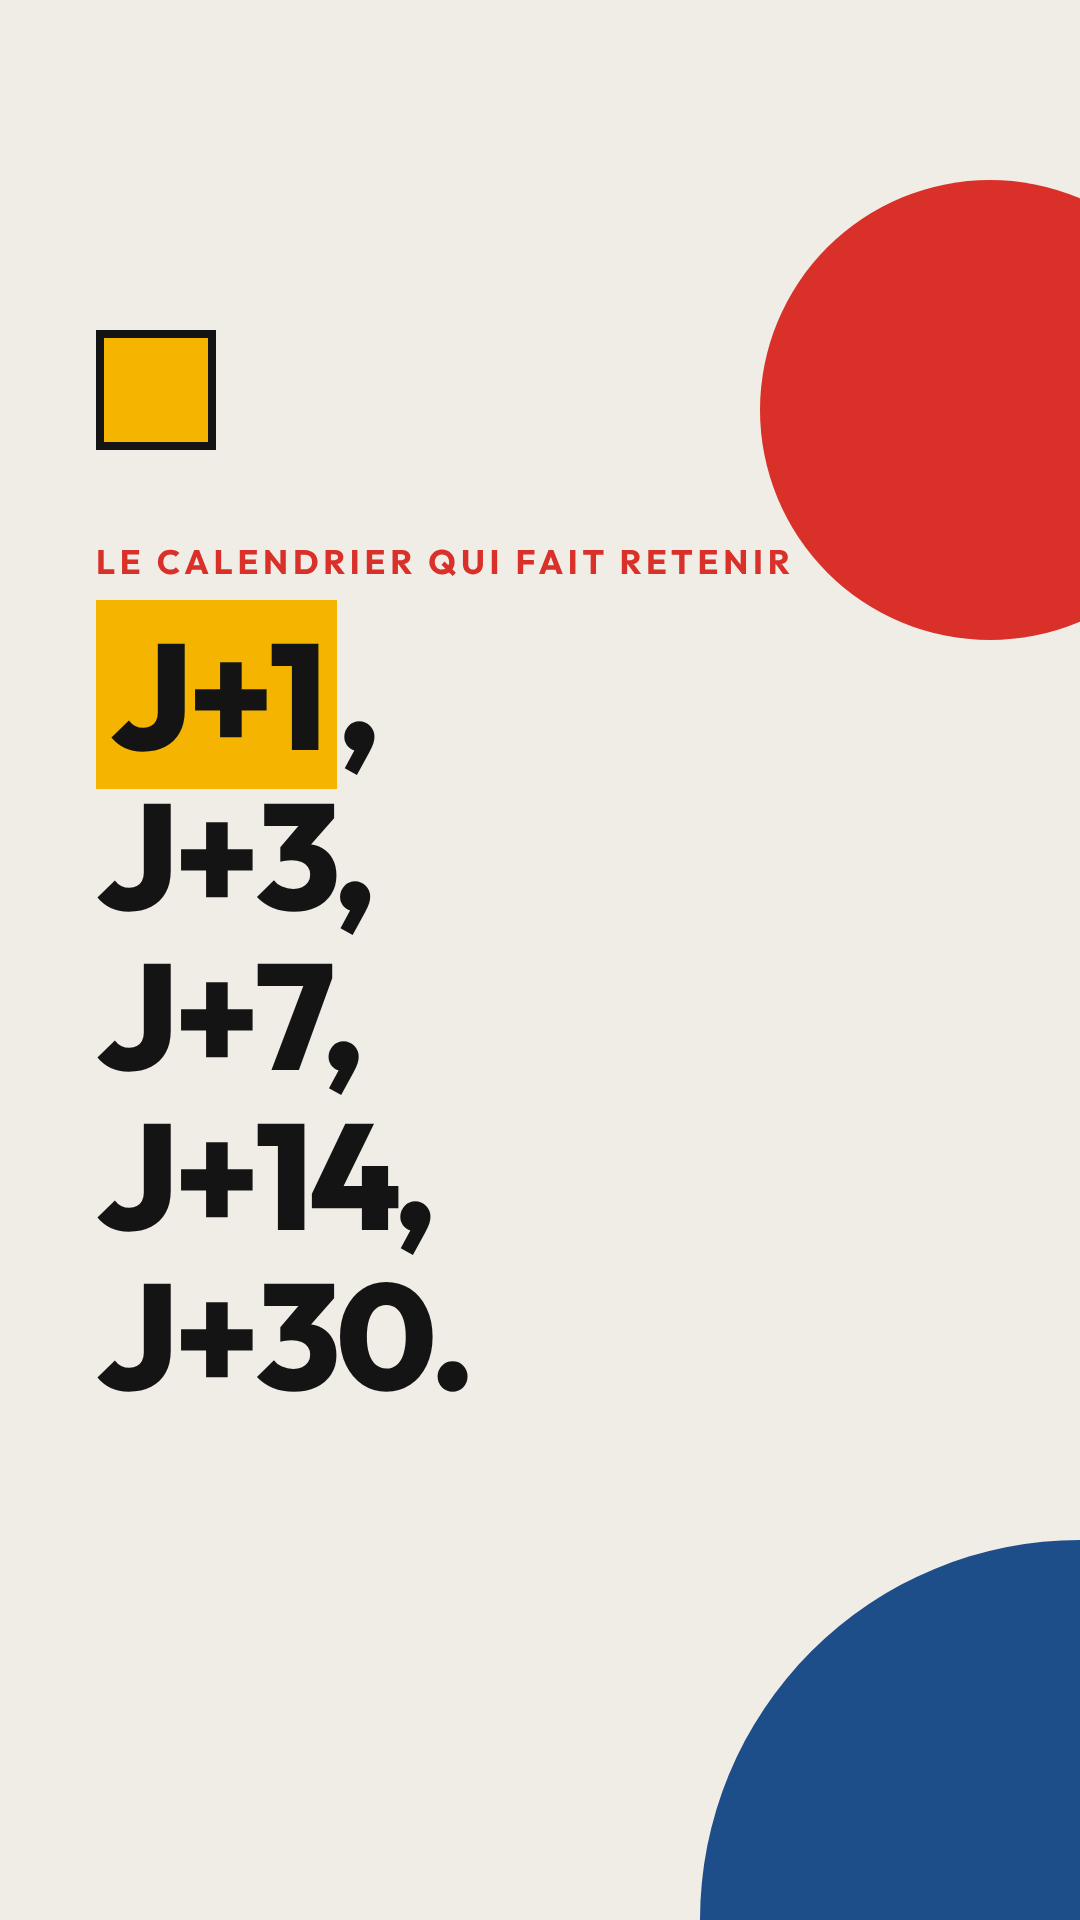 LE CALENDRIER QUI FAIT RETENIR
J+1,
J+3,
J+7,
J+14,
J+30.